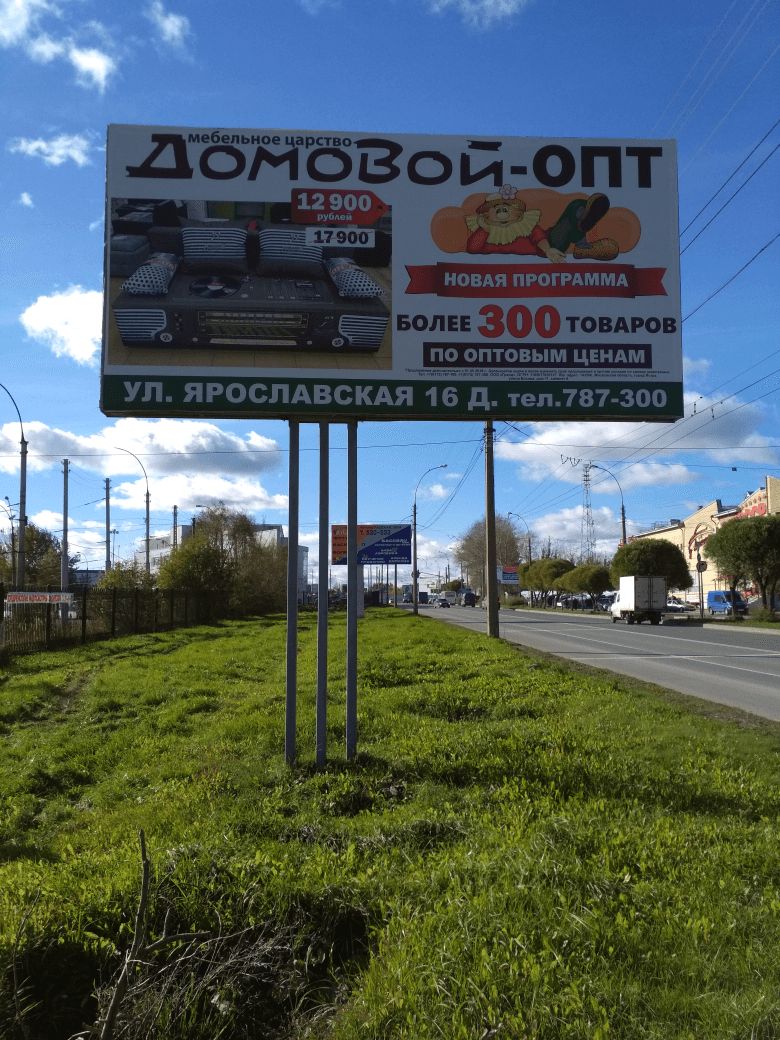 мебельное царство
ДОМОВОЙ-ОПТ
12 900
рублей
17 900
НОВАЯ ПРОГРАММА
БОЛЕЕ 300 ТОВАРОВ
ПО ОПТОВЫМ ЦЕНАМ
УЛ. ЯРОСЛАВСКАЯ 16 Д. тел.787-300